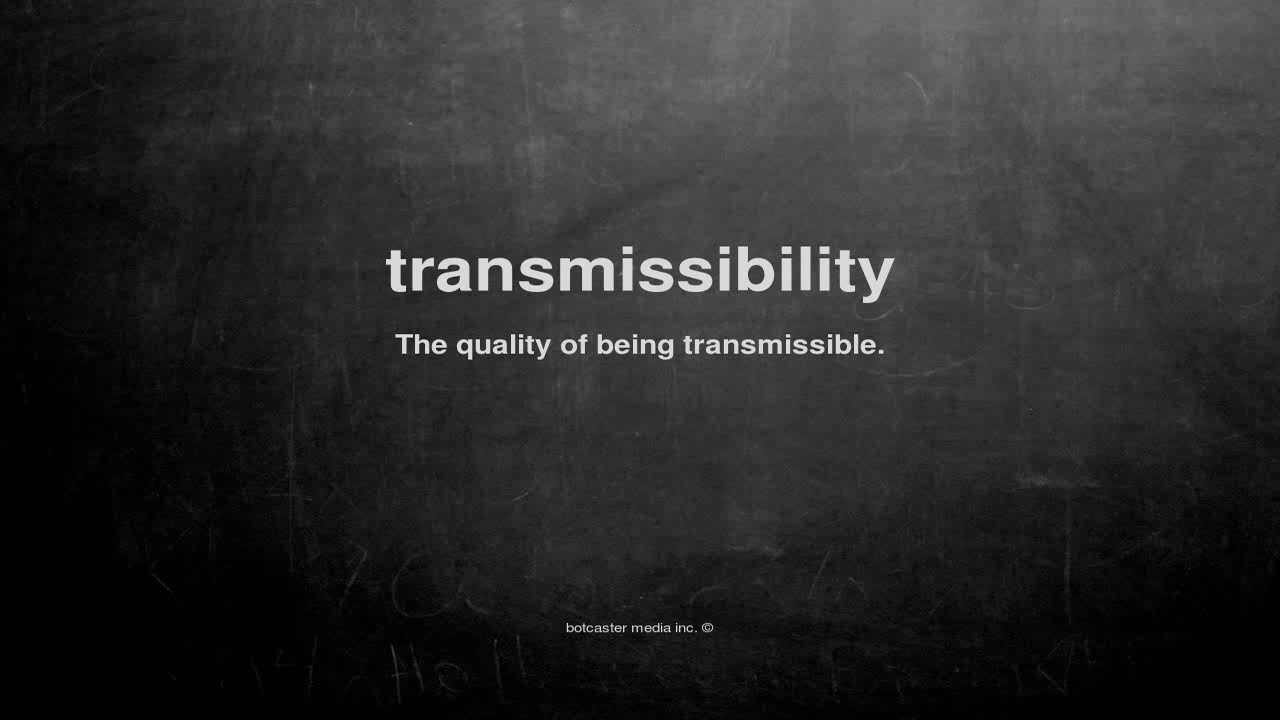 transmissibility
The quality of being transmissible.
botcaster media inc. ©